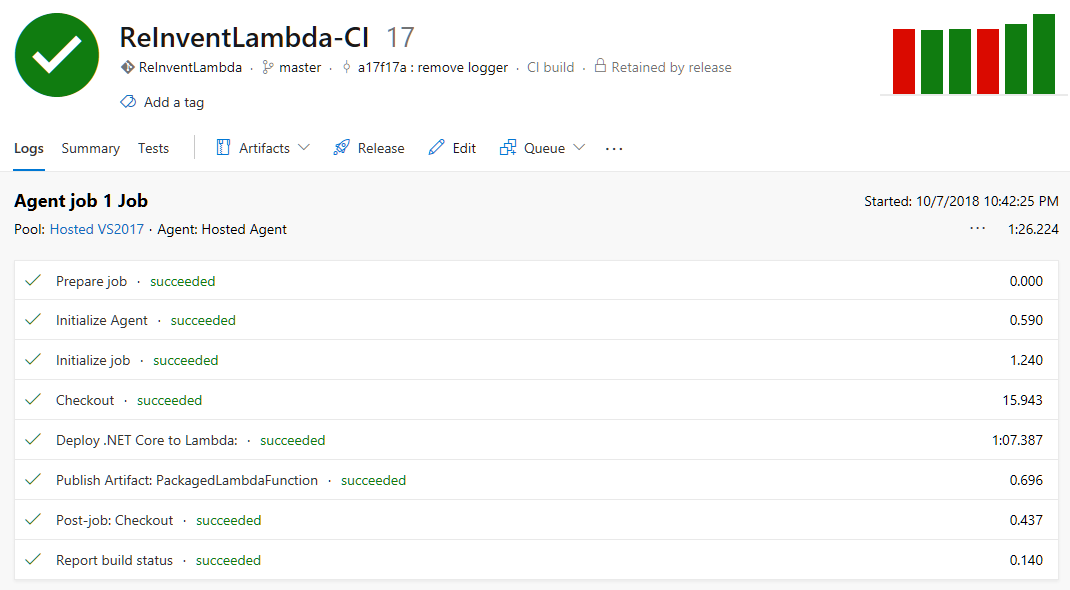 ReInventLambda-CI 17
ReInventLambda · master · a17f17a : remove logger · CI build · Retained by release
Add a tag
Logs Summary Tests Artifacts Release Edit Queue ···
Agent job 1 Job Started: 10/7/2018 10:42:25 PM
Pool: Hosted VS2017 · Agent: Hosted Agent ··· 1:26.224
Prepare job · succeeded 0.000
Initialize Agent · succeeded 0.590
Initialize job · succeeded 1.240
Checkout · succeeded 15.943
Deploy .NET Core to Lambda: · succeeded 1:07.387
Publish Artifact: PackagedLambdaFunction · succeeded 0.696
Post-job: Checkout · succeeded 0.437
Report build status · succeeded 0.140